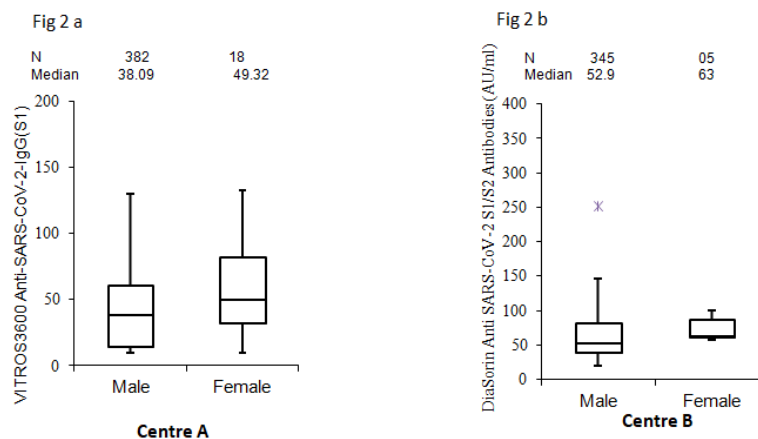 Fig 2 a
N 382 18
Median 38.09 49.32
VITROS3600 Anti-SARS-CoV-2-IgG(S1)
200
150
100
50
0
Male Female
Centre A
Fig 2 b
N 345 05
Median 52.9 63
DiaSorin Anti SARS-CoV-2 S1/S2 Antibodies(AU/ml)
400
350
300
250
200
150
100
50
0
Male Female
Centre B